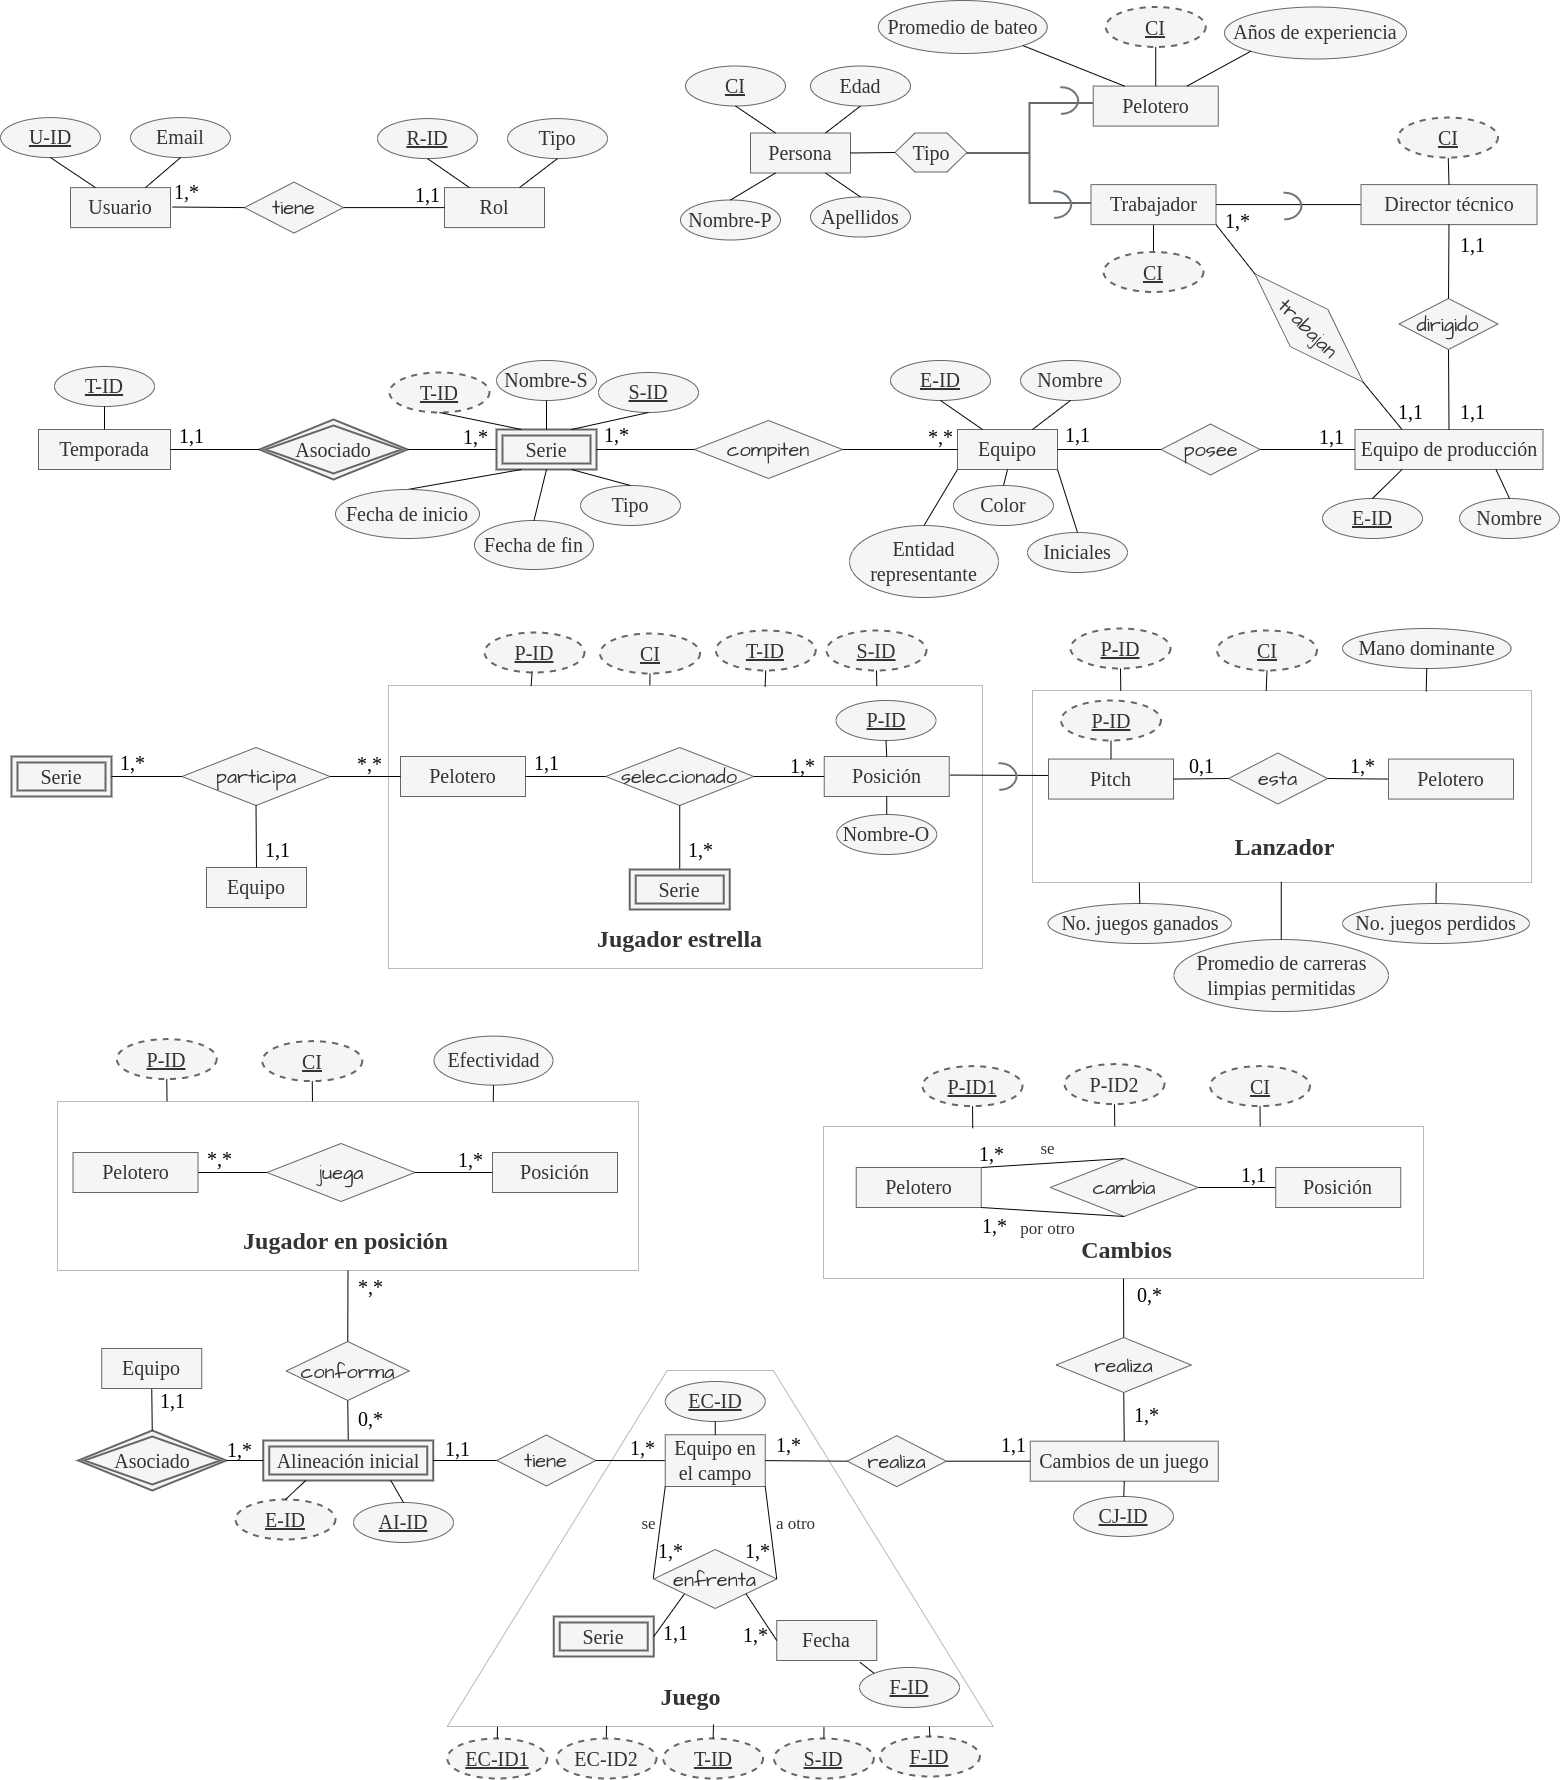 Promedio de bateo
CI
Años de experiencia
CI
Edad
Pelotero
U-ID
Email
R-ID
Tipo
Persona
Tipo
CI
Usuario
1,*
tiene
1,1
Rol
Nombre-P
Apellidos
Trabajador
1,*
Director técnico
CI
1,1
trabajan
dirigido
T-ID
T-ID
Nombre-S
S-ID
E-ID
Nombre
1,1
1,1
Temporada
1,1
Asociado
1,*
Serie
1,*
compiten
*,*
Equipo
1,1
posee
1,1
Equipo de producción
Fecha de inicio
Fecha de fin
Tipo
Color
Entidad
representante
Iniciales
E-ID
Nombre
P-ID
CI
T-ID
S-ID
P-ID
CI
Mano dominante
P-ID
P-ID
Serie
1,*
participa
*,*
Pelotero
1,1
seleccionado
1,*
Posición
Pitch
0,1
esta
1,*
Pelotero
Nombre-O
1,1
1,*
Equipo
Serie
Lanzador
Jugador estrella
No. juegos ganados
No. juegos perdidos
Promedio de carreras
limpias permitidas
P-ID
CI
Efectividad
P-ID1
P-ID2
CI
Pelotero
*,*
juega
1,*
Posición
1,*
se
Pelotero
cambia
1,1
Posición
1,*
por otro
Jugador en posición
Cambios
*,*
0,*
Equipo
conforma
realiza
1,1
0,*
1,*
EC-ID
Asociado
1,*
Alineación inicial
1,1
tiene
1,*
Equipo en
el campo
1,*
realiza
1,1
Cambios de un juego
E-ID
AI-ID
CJ-ID
se
a otro
1,*
1,*
enfrenta
Serie
1,1
1,*
Fecha
F-ID
Juego
EC-ID1
EC-ID2
T-ID
S-ID
F-ID